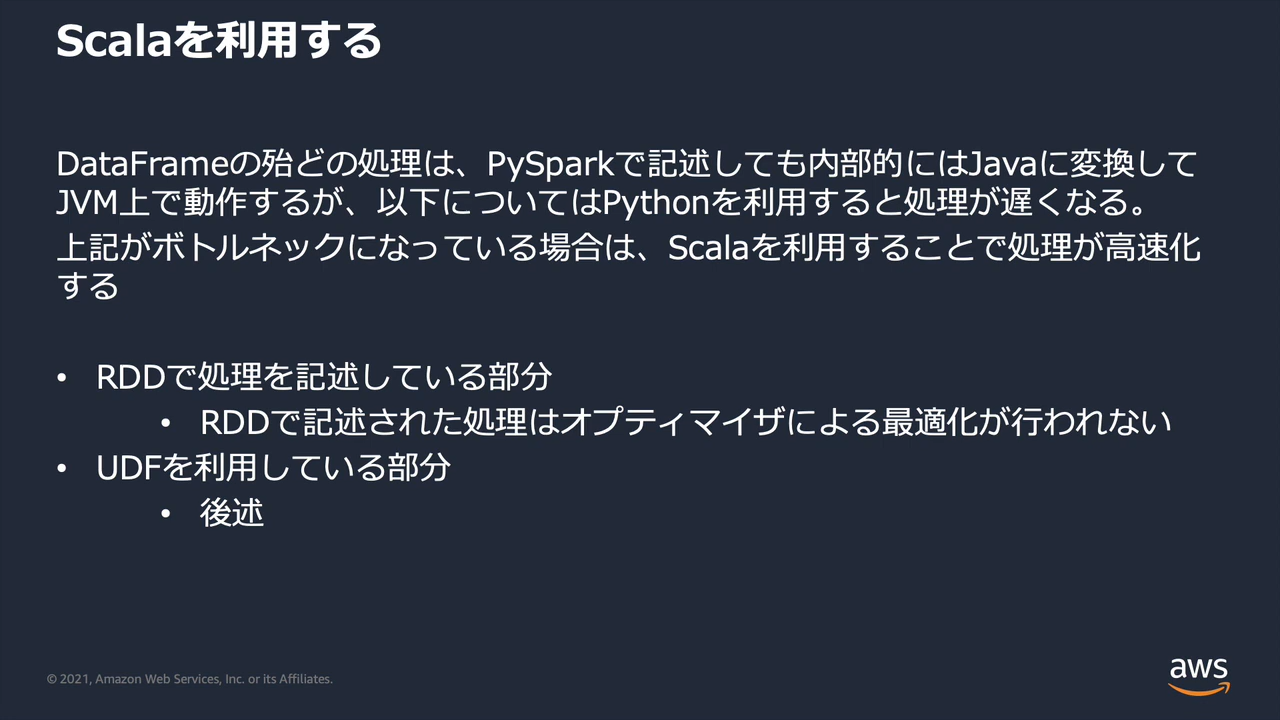 Scalaを利用する
DataFrameの殆どの処理は、PySparkで記述しても内部的にはJavaに変換して
JVM上で動作するが、以下についてはPythonを利用すると処理が遅くなる。
上記がボトルネックになっている場合は、Scalaを利用することで処理が高速化
する
• RDDで処理を記述している部分
• RDDで記述された処理はオプティマイザによる最適化が行われない
• UDFを利用している部分
• 後述
© 2021, Amazon Web Services, Inc. or its Affiliates.
aws